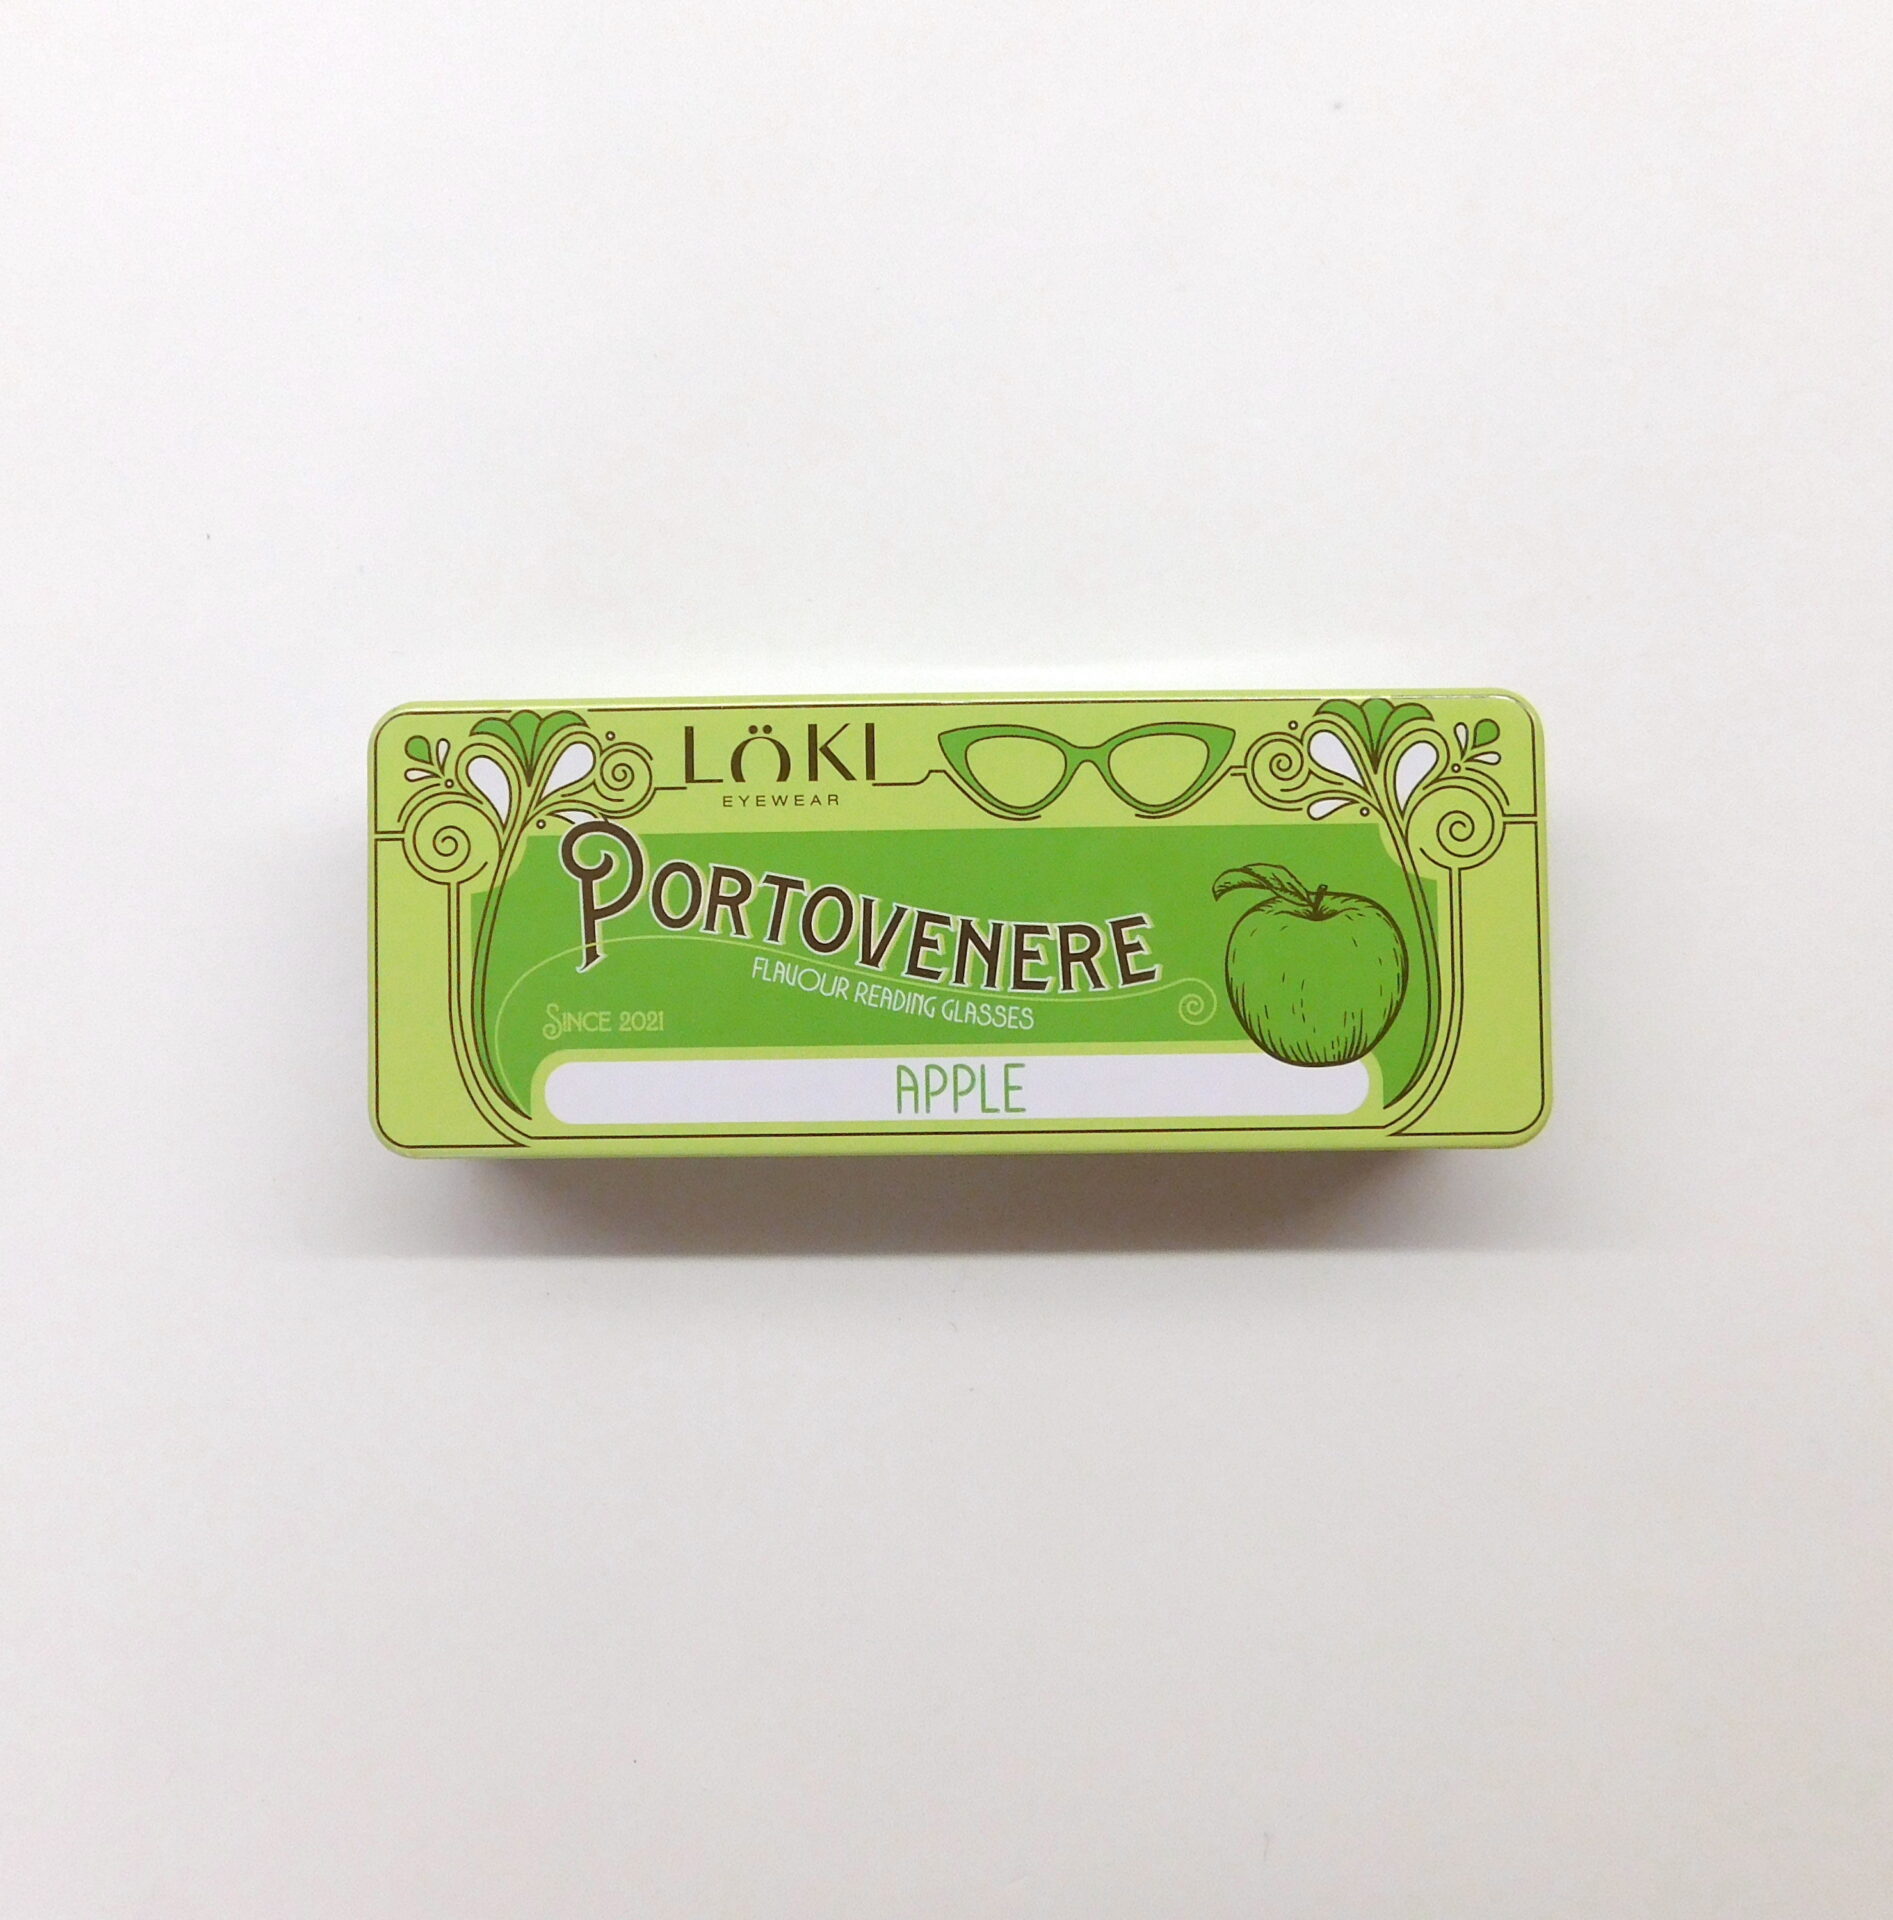 LöKI
EYEWEAR
PORTOVENERE
FLAVOUR READING GLASSES
SINCE 2021
APPLE